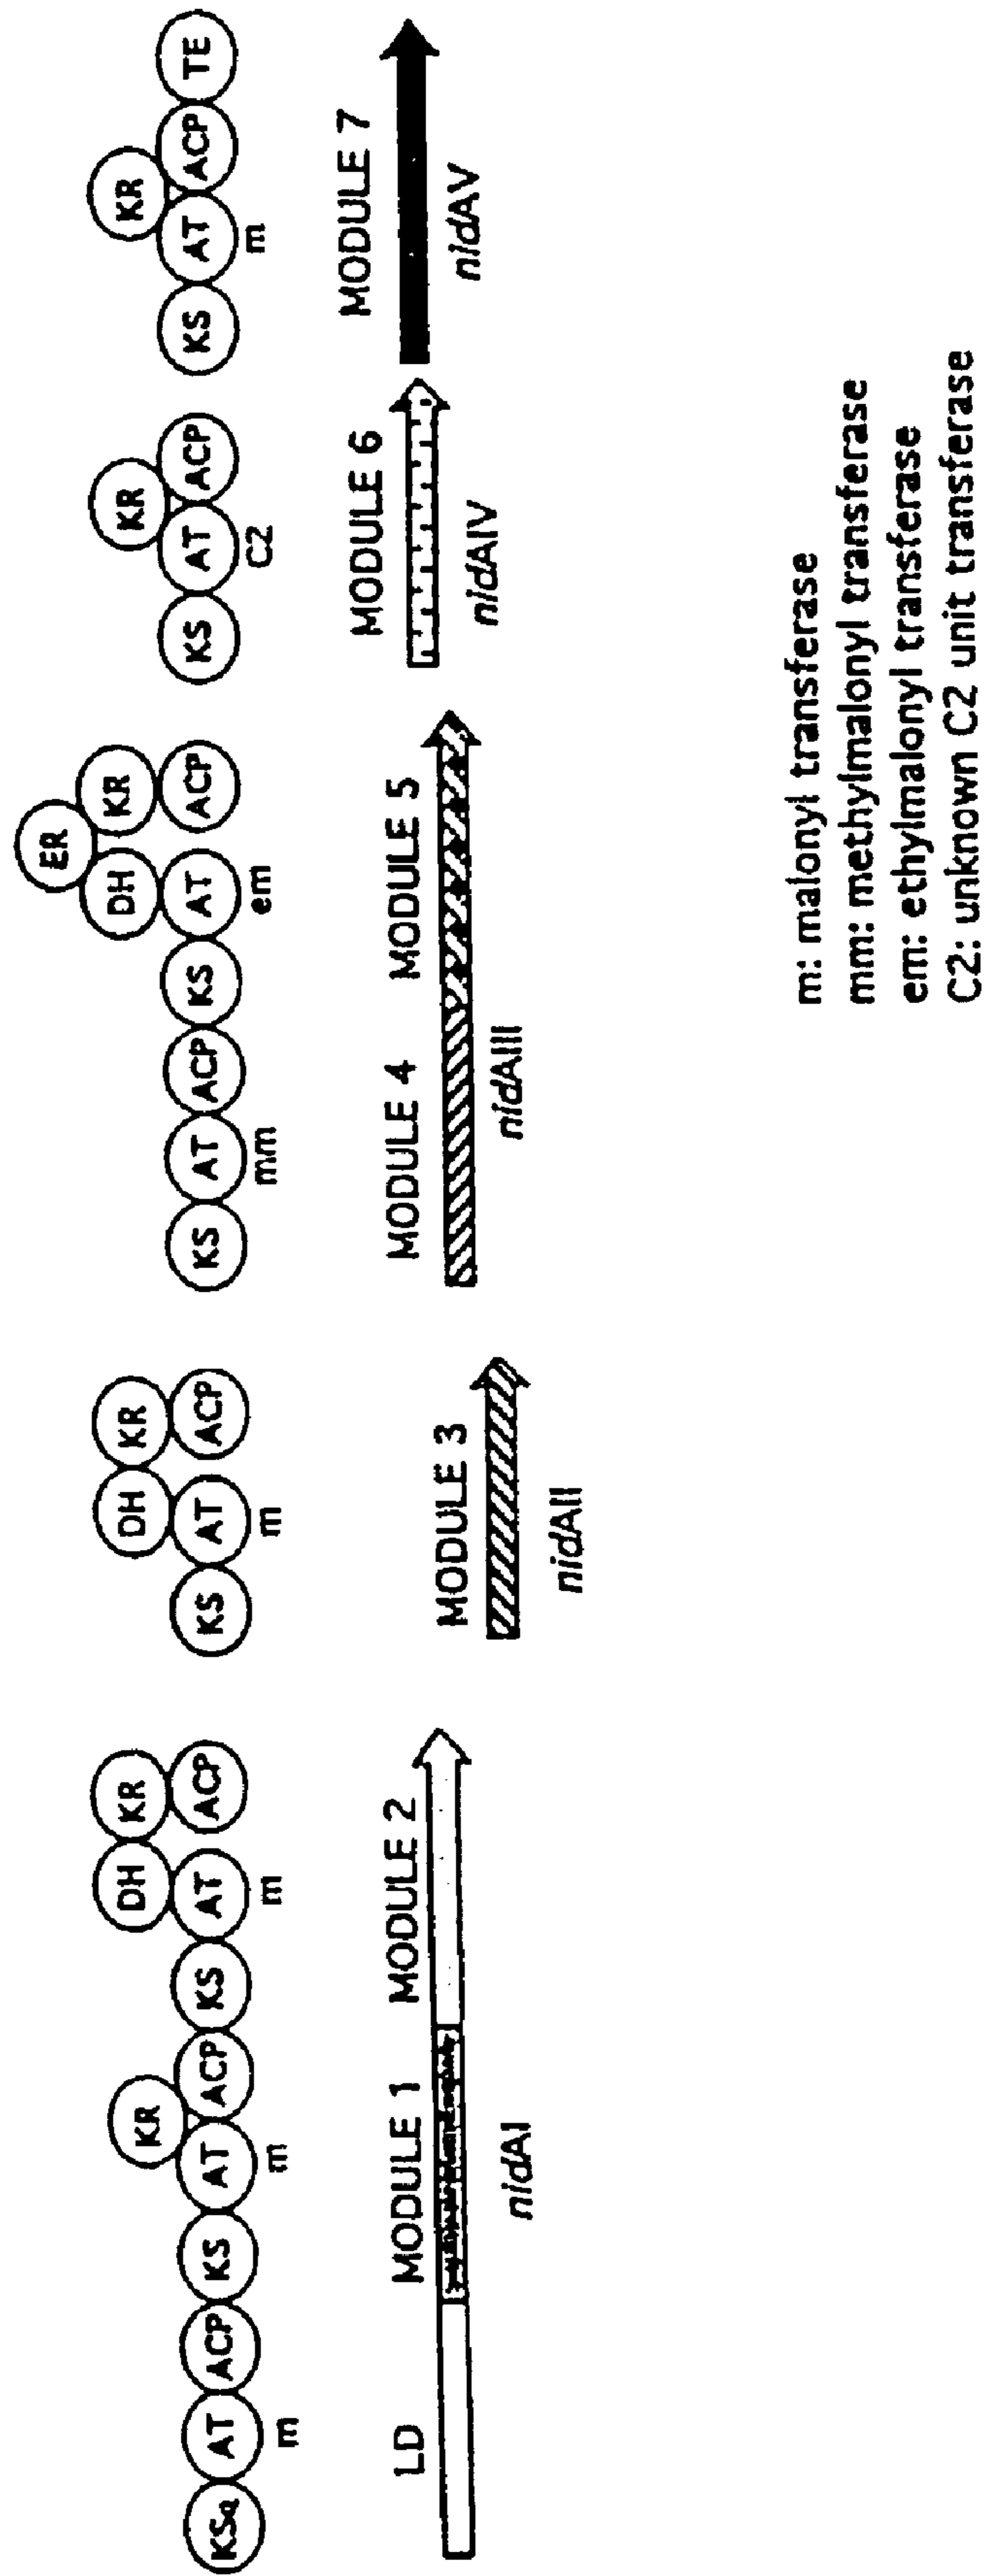 KSq AT ACP KS AT KR ACP KS AT DH KR ACP
m m m
LD MODULE 1 MODULE 2
nidAI
KS AT DH KR ACP
m
MODULE 3
nidAII
KS AT ACP KS AT DH ER KR ACP
mm em
MODULE 4 MODULE 5
nidAIII
KS AT KR ACP
C2
MODULE 6
nidAIV
KS AT KR ACP TE
m
MODULE 7
nidAV
m: malonyl transferase
mm: methylmalonyl transferase
em: ethylmalonyl transferase
C2: unknown C2 unit transferase